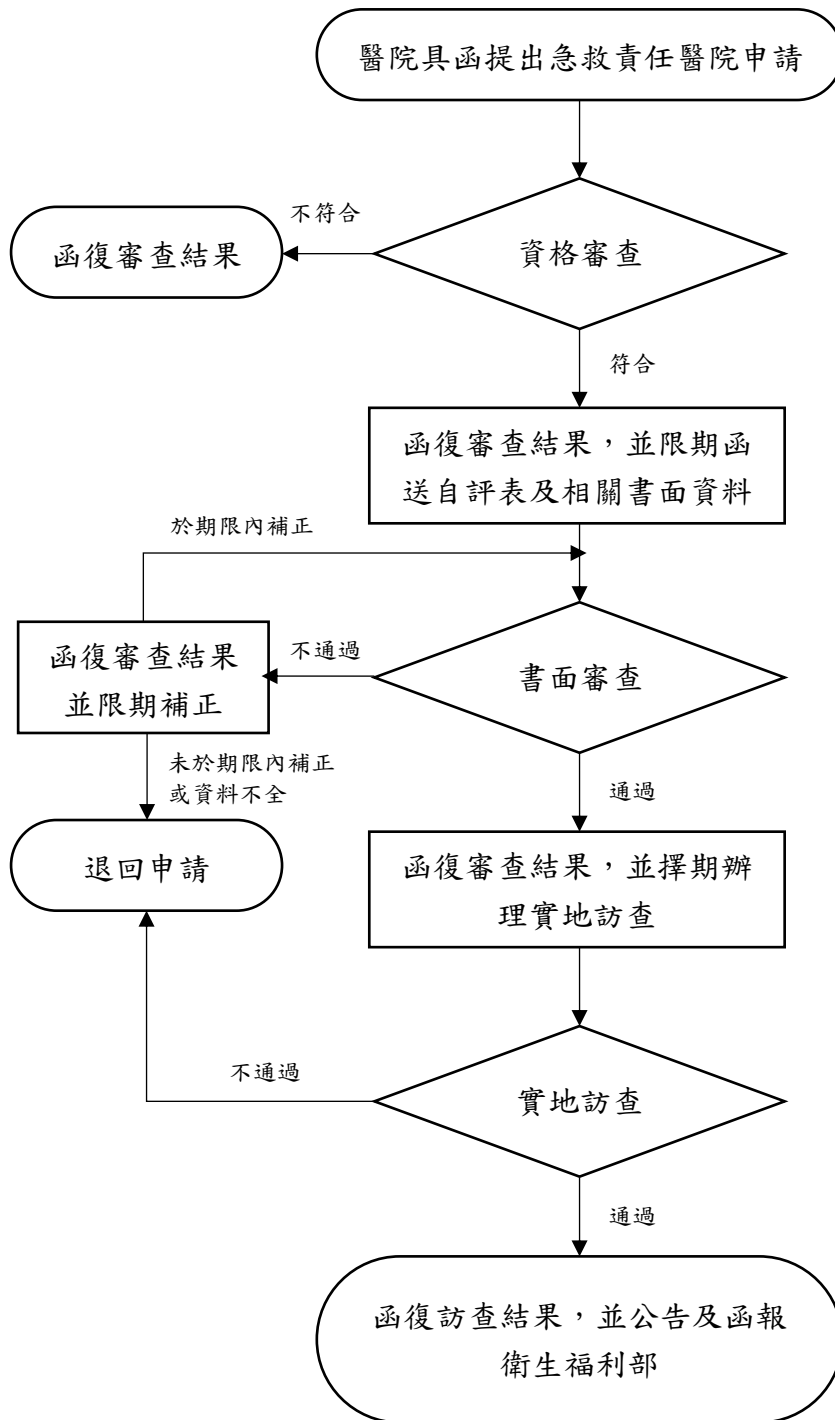 醫院具函提出急救責任醫院申請
不符合
函復審查結果
資格審查
符合
函復審查結果，並限期函
送自評表及相關書面資料
於期限內補正
函復審查結果
並限期補正
不通過
書面審查
未於期限內補正
或資料不全
通過
退回申請
函復審查結果，並擇期辦
理實地訪查
不通過
實地訪查
通過
函復訪查結果，並公告及函報
衛生福利部